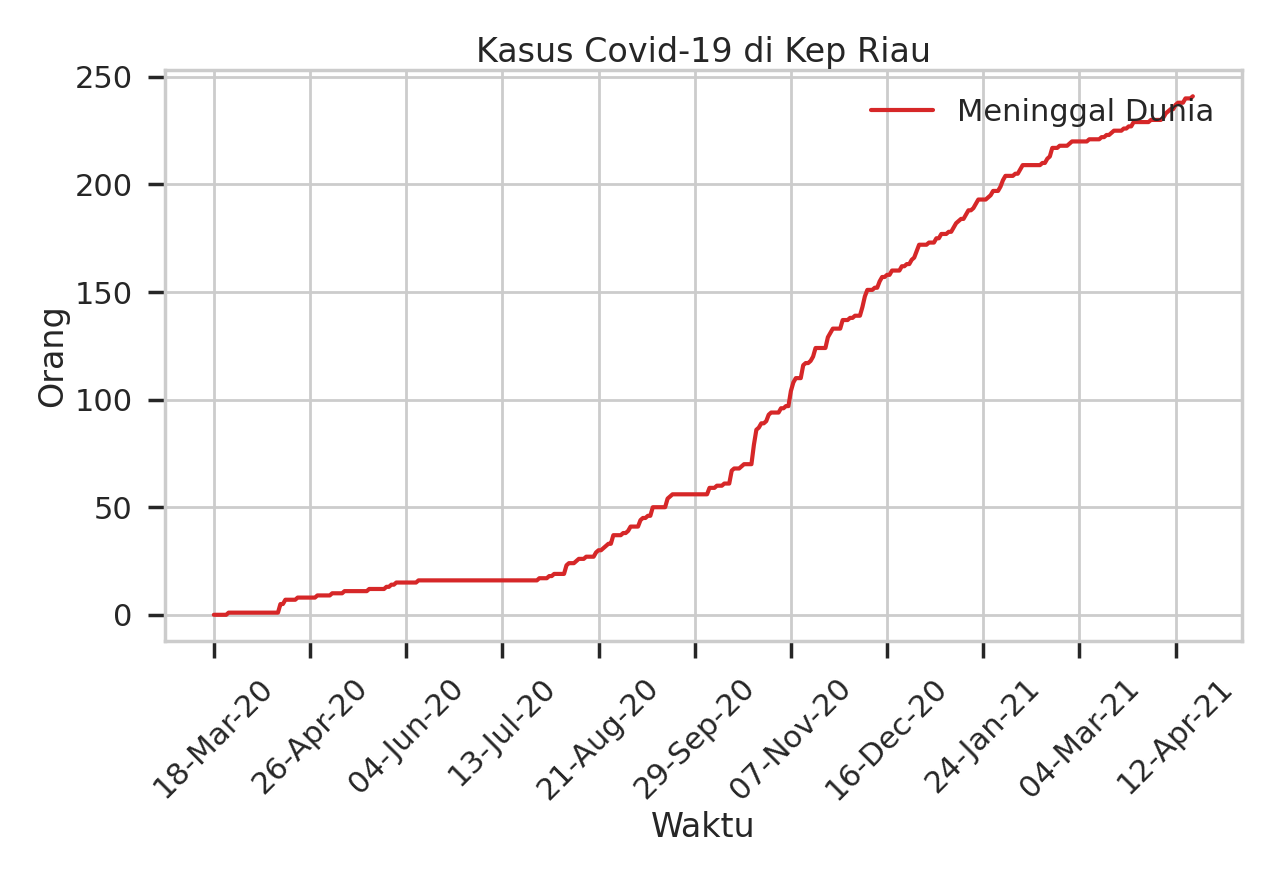 Kasus Covid-19 di Kep Riau
Meninggal Dunia
Orang
250
200
150
100
50
0
18-Mar-20
26-Apr-20
04-Jun-20
13-Jul-20
21-Aug-20
29-Sep-20
07-Nov-20
16-Dec-20
24-Jan-21
04-Mar-21
12-Apr-21
Waktu